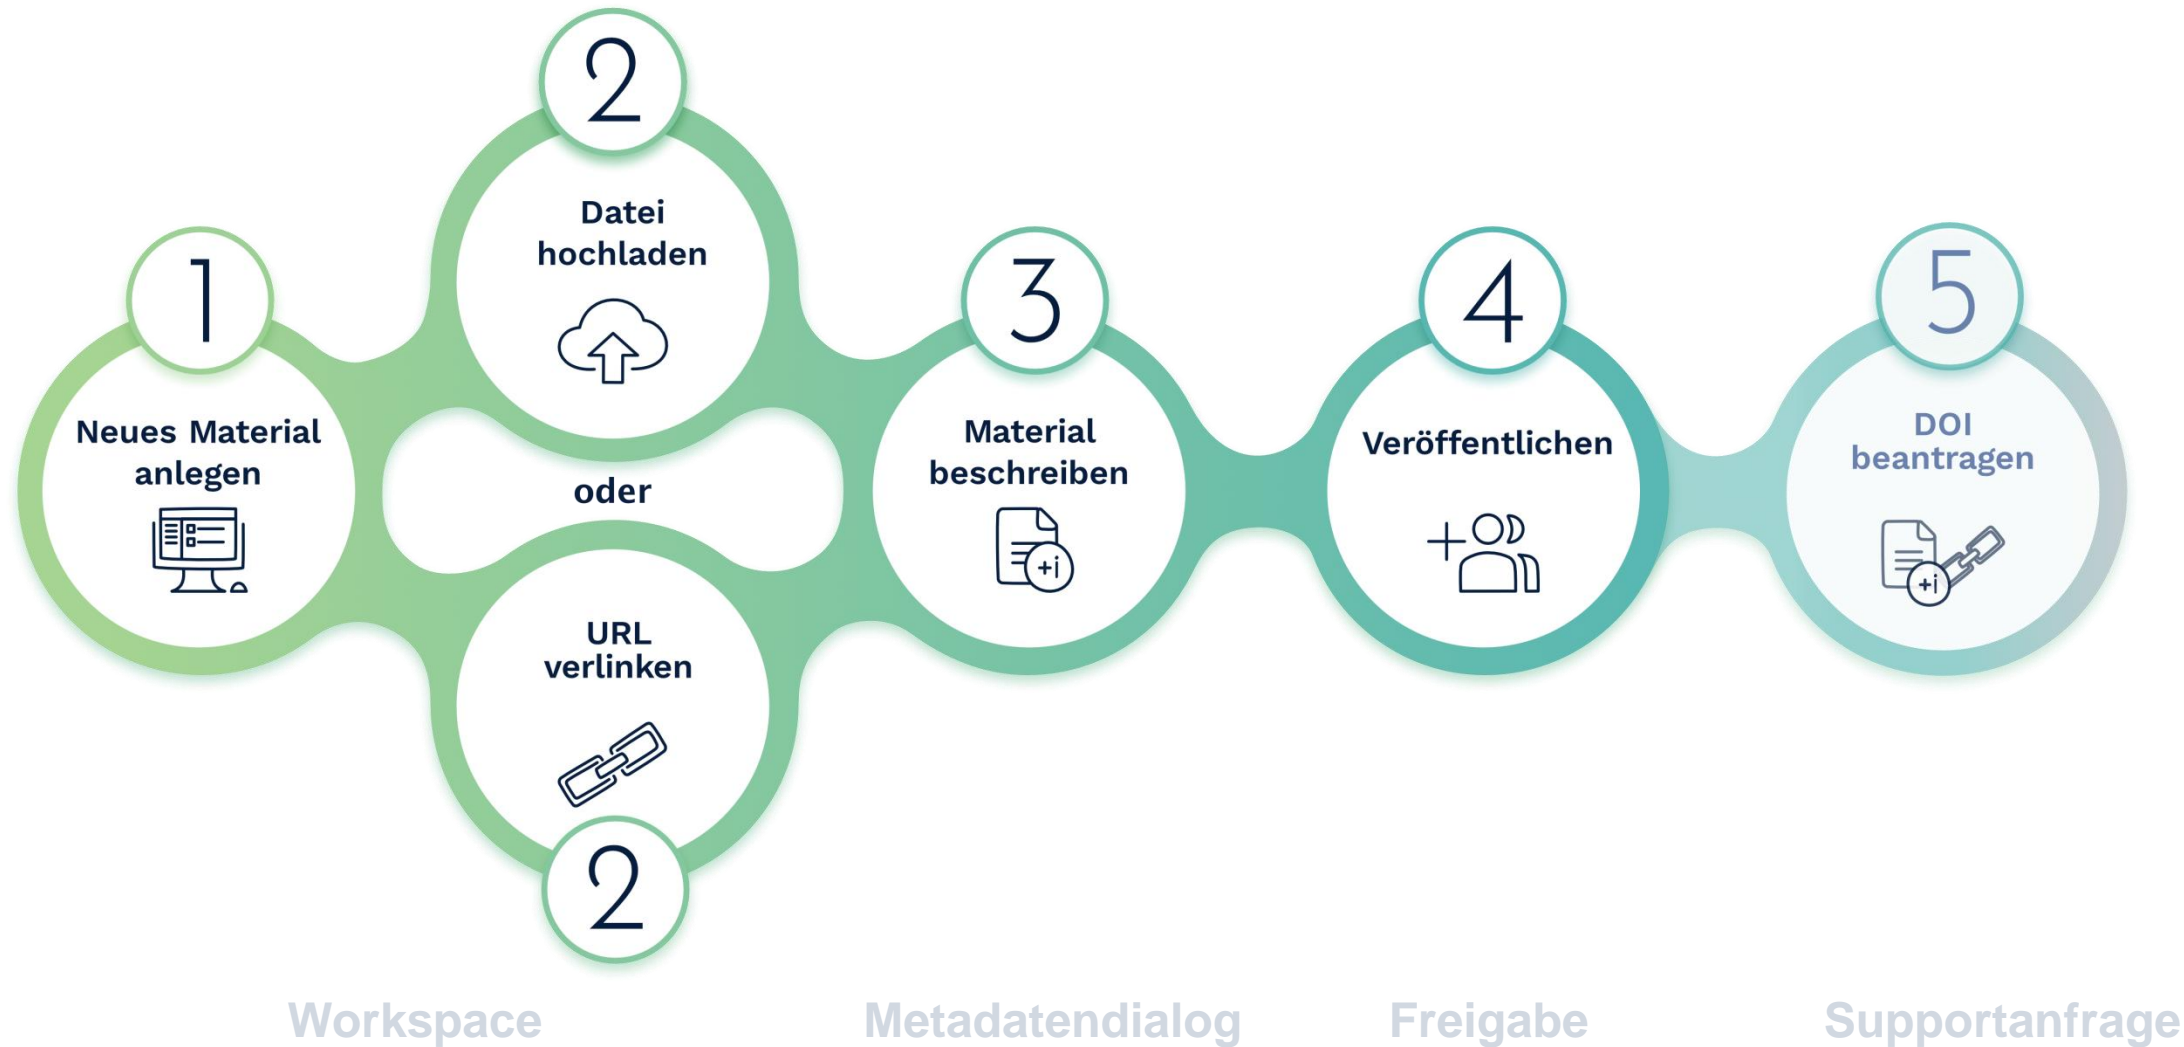 1
Neues Material
anlegen
2
Datei
hochladen
oder
URL
verlinken
2
3
Material
beschreiben
+i
4
Veröffentlichen
5
DOI
beantragen
+i
Workspace
Metadatendialog
Freigabe
Supportanfrage